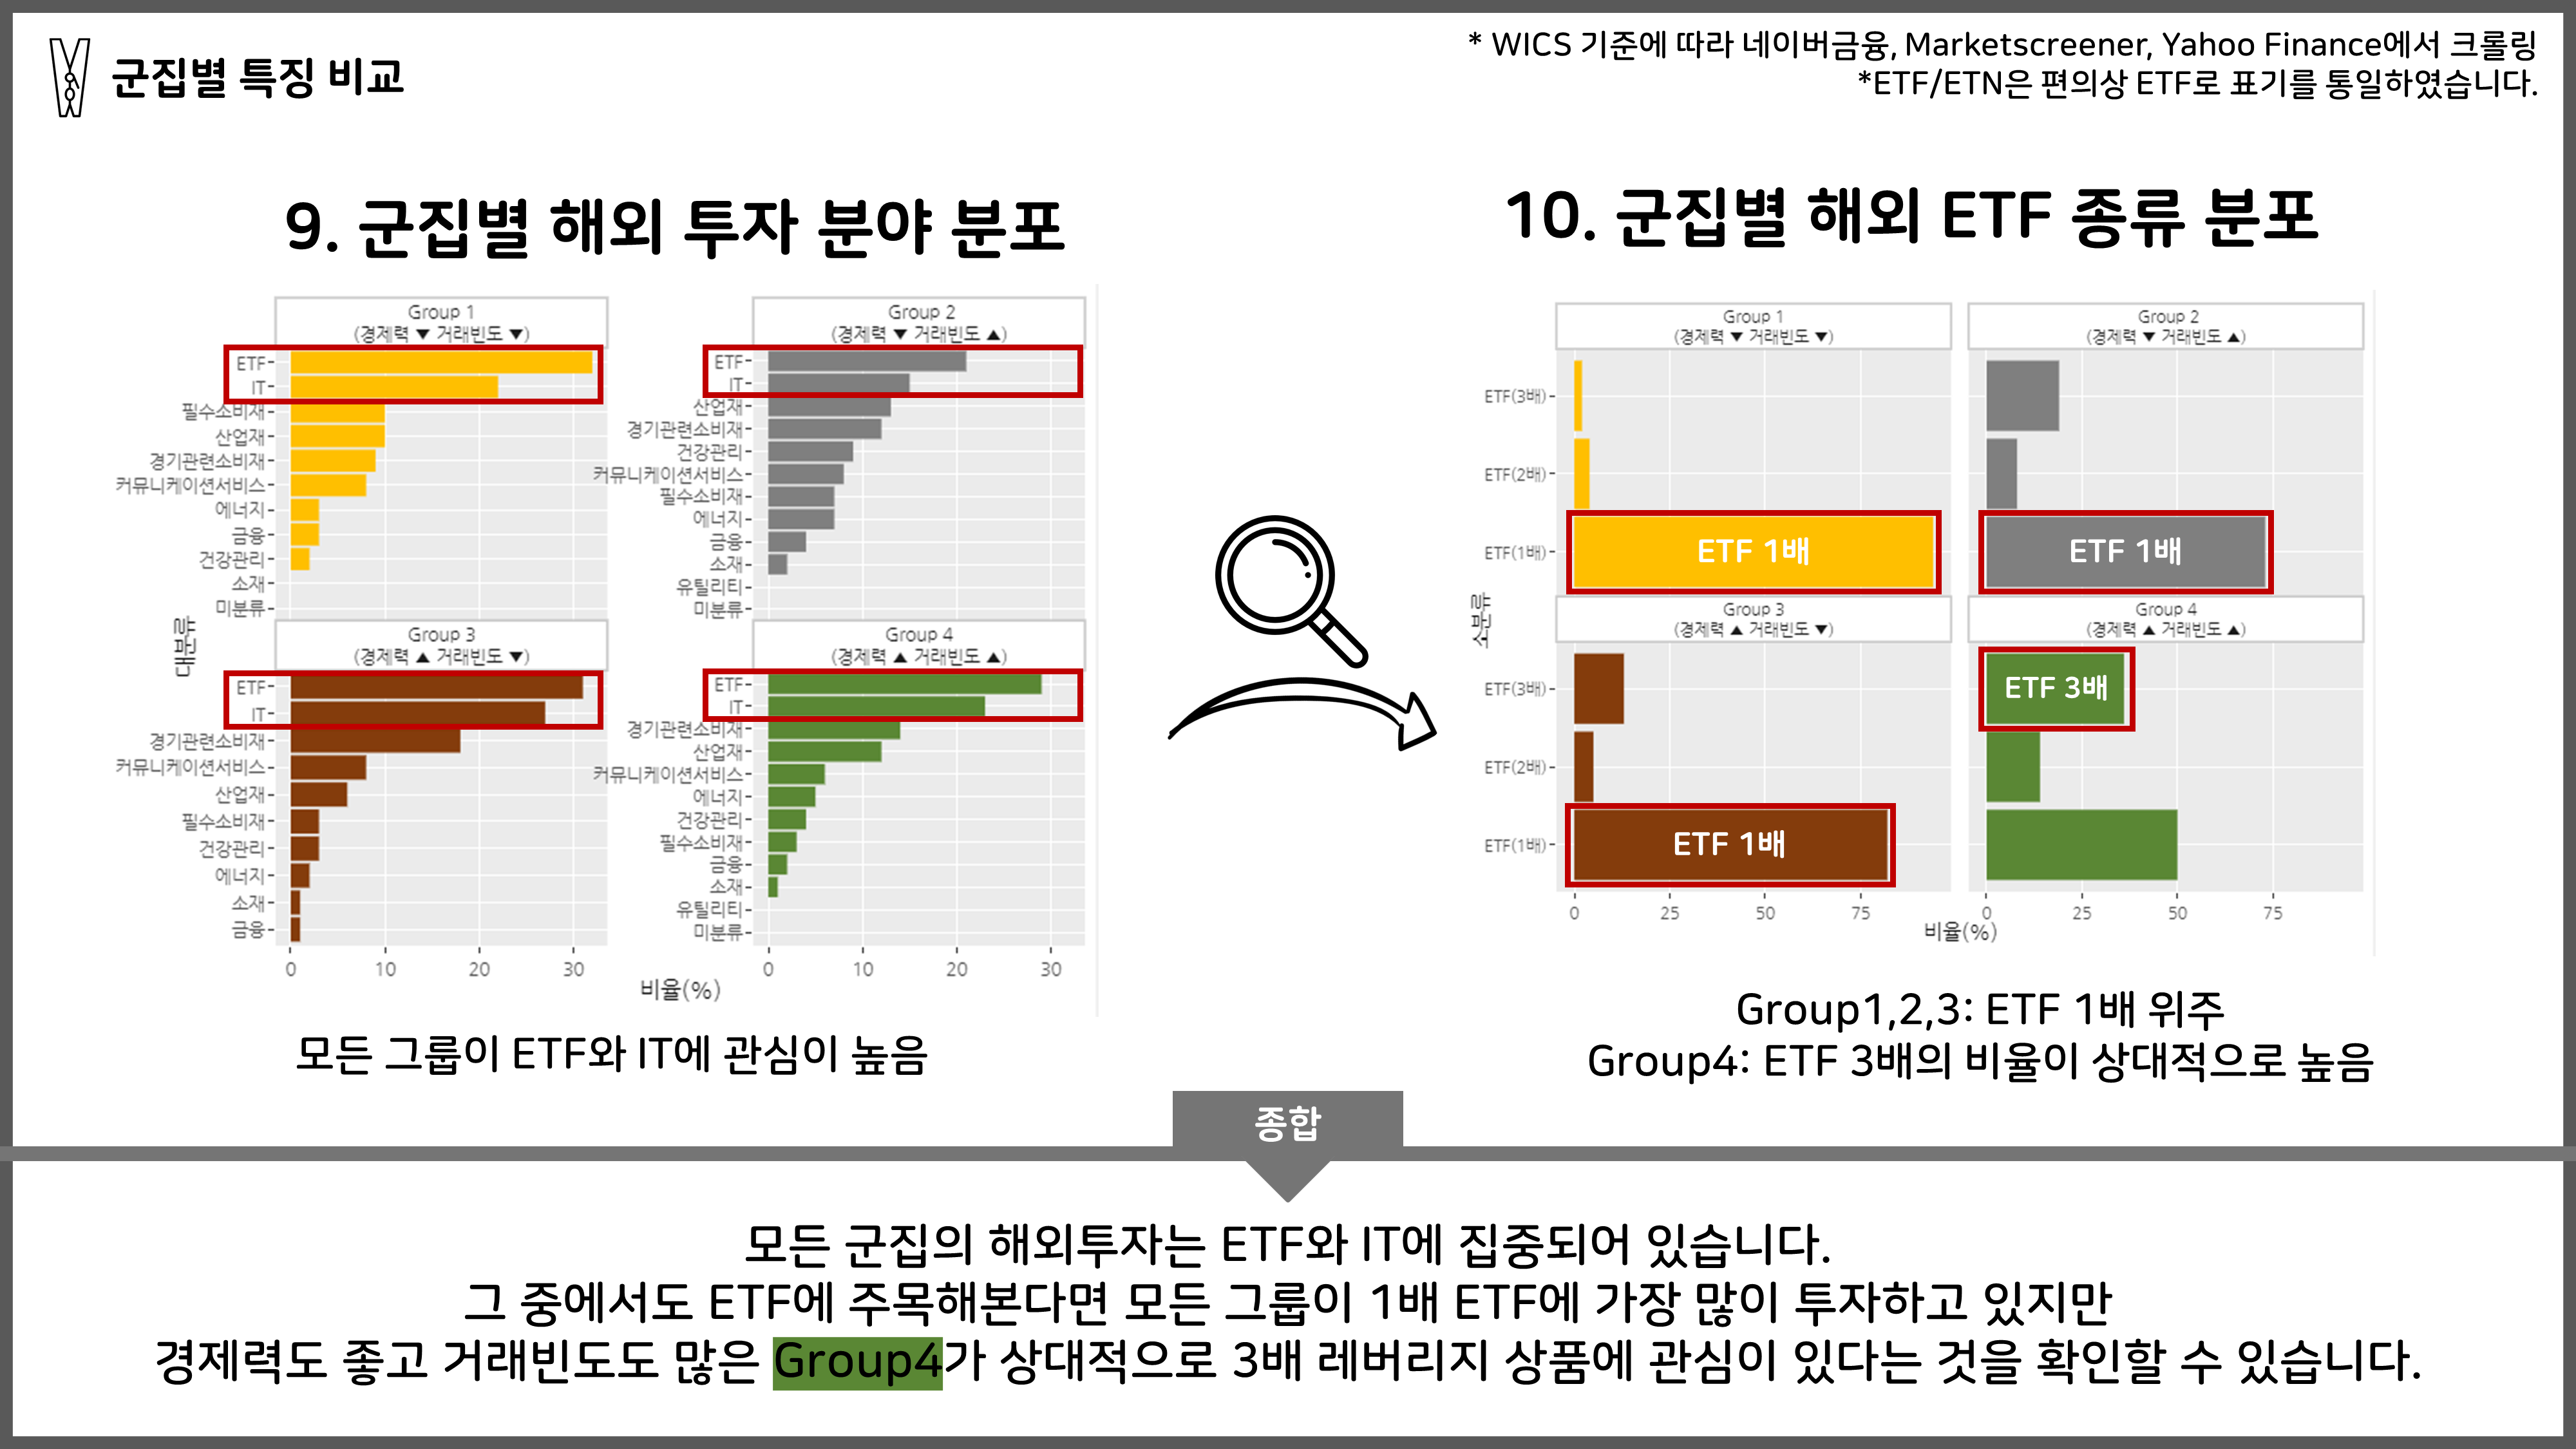 군집별 특징 비교
* WICS 기준에 따라 네이버금융, Marketscreener, Yahoo Finance에서 크롤링
*ETF/ETN은 편의상 ETF로 표기를 통일하였습니다.
9. 군집별 해외 투자 분야 분포
Group 1
(경제력 ▼ 거래빈도 ▼)
ETF
IT
필수소비재
산업재
경기관련소비재
커뮤니케이션서비스
에너지
금융
건강관리
소재
미분류
Group 2
(경제력 ▼ 거래빈도 ▲)
ETF
IT
산업재
경기관련소비재
건강관리
커뮤니케이션서비스
필수소비재
에너지
금융
소재
유틸리티
미분류
대분류
Group 3
(경제력 ▲ 거래빈도 ▼)
ETF
IT
경기관련소비재
커뮤니케이션서비스
산업재
필수소비재
건강관리
에너지
소재
금융
0 10 20 30
Group 4
(경제력 ▲ 거래빈도 ▲)
ETF
IT
경기관련소비재
산업재
커뮤니케이션서비스
에너지
건강관리
필수소비재
금융
소재
유틸리티
미분류
0 10 20 30
비율(%)
모든 그룹이 ETF와 IT에 관심이 높음
10. 군집별 해외 ETF 종류 분포
Group 1
(경제력 ▼ 거래빈도 ▼)
Group 2
(경제력 ▼ 거래빈도 ▲)
ETF(3배)
ETF(2배)
ETF(1배)
ETF 1배
ETF 1배
소분류
Group 3
(경제력 ▲ 거래빈도 ▼)
Group 4
(경제력 ▲ 거래빈도 ▲)
ETF(3배)
ETF 3배
ETF(2배)
ETF(1배)
ETF 1배
0 25 50 75
0 25 50 75
비율(%)
Group1,2,3: ETF 1배 위주
Group4: ETF 3배의 비율이 상대적으로 높음
종합
모든 군집의 해외투자는 ETF와 IT에 집중되어 있습니다.
그 중에서도 ETF에 주목해본다면 모든 그룹이 1배 ETF에 가장 많이 투자하고 있지만
경제력도 좋고 거래빈도도 많은 Group4가 상대적으로 3배 레버리지 상품에 관심이 있다는 것을 확인할 수 있습니다.